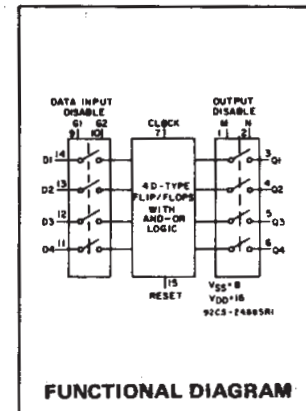 DATA INPUT
DISABLE
G1 G2
9 10
CLOCK
7
OUTPUT
DISABLE
M N
1 2
D1 14
D2 13
D3 12
D4 11
4 D-TYPE
FLIP/FLOPS
WITH
AND-OR
LOGIC
3 Q1
4 Q2
5 Q3
6 Q4
15
RESET
VSS=8
VDD=16
92CS-24885R1
FUNCTIONAL DIAGRAM